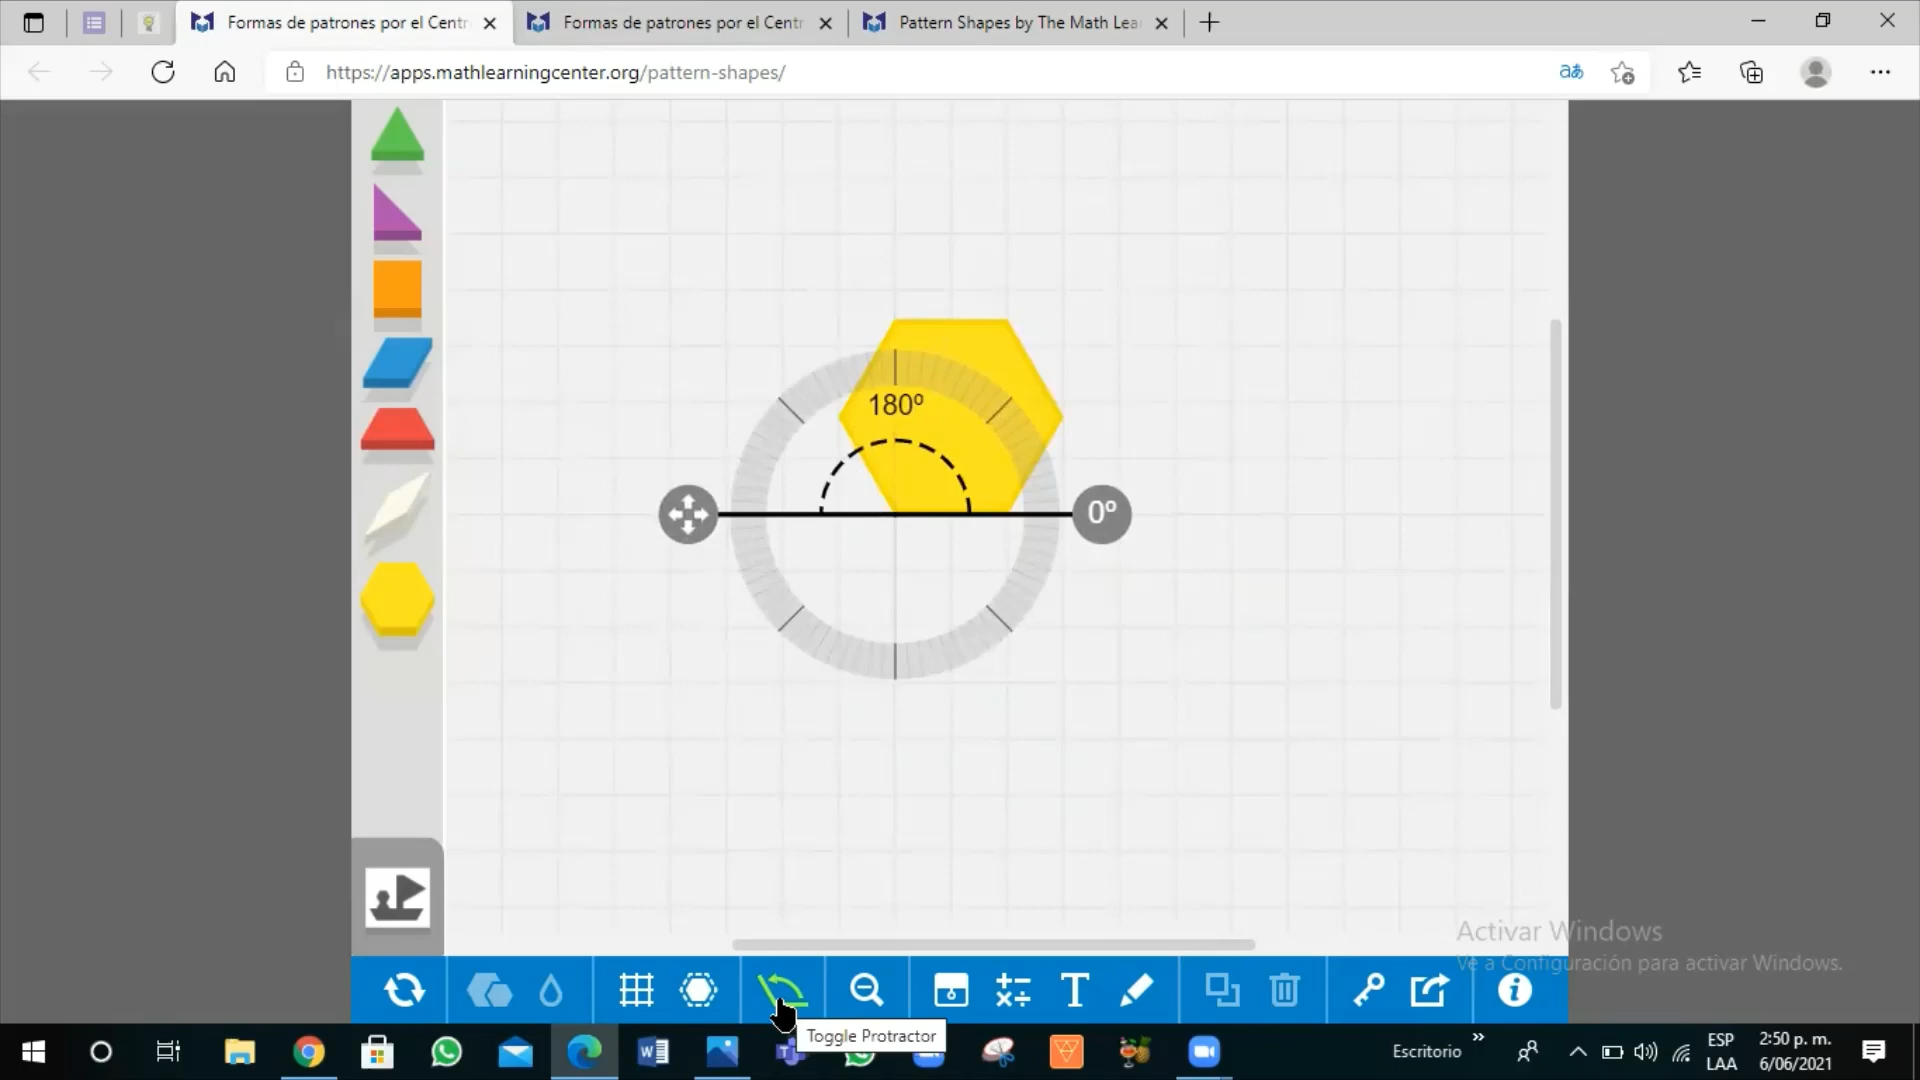 Formas de patrones por el Centr
Formas de patrones por el Centr
Pattern Shapes by The Math Lea
https://apps.mathlearningcenter.org/pattern-shapes/
aあ
180º
0º
Activar Windows
Ve a Configuración para activar Windows.
T
Toggle Protractor
Escritorio
ESP
LAA
2:50 p. m.
6/06/2021